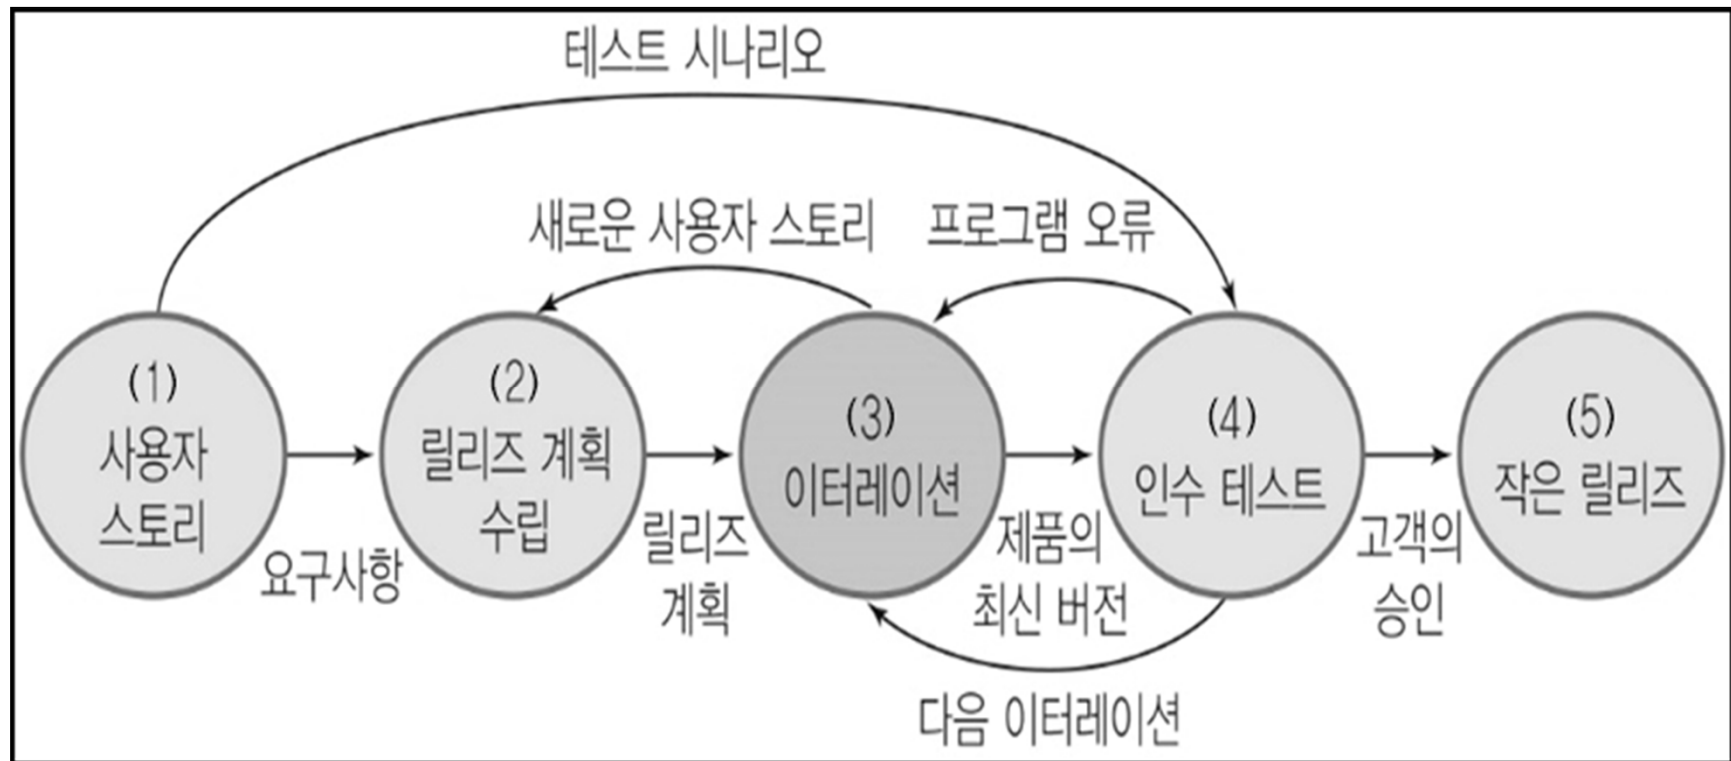 테스트 시나리오
새로운 사용자 스토리
프로그램 오류
(1)
사용자
스토리
요구사항
(2)
릴리즈 계획
수립
릴리즈
계획
(3)
이터레이션
제품의
최신 버전
(4)
인수 테스트
고객의
승인
(5)
작은 릴리즈
다음 이터레이션